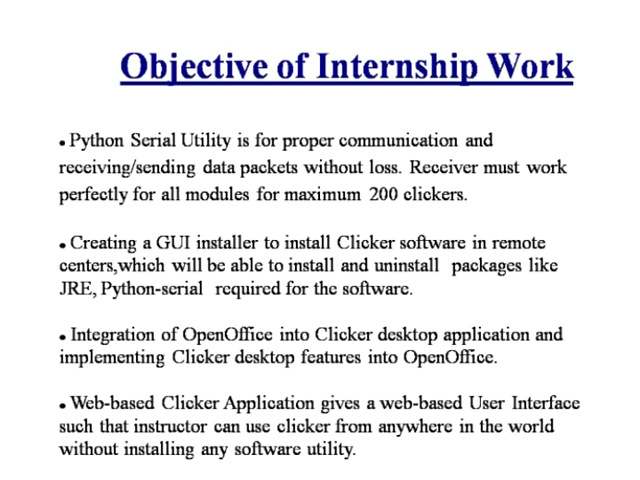 Objective of Internship Work
• Python Serial Utility is for proper communication and
receiving/sending data packets without loss. Receiver must work
perfectly for all modules for maximum 200 clickers.
• Creating a GUI installer to install Clicker software in remote
centers,which will be able to install and uninstall packages like
JRE, Python-serial required for the software.
• Integration of OpenOffice into Clicker desktop application and
implementing Clicker desktop features into OpenOffice.
• Web-based Clicker Application gives a web-based User Interface
such that instructor can use clicker from anywhere in the world
without installing any software utility.